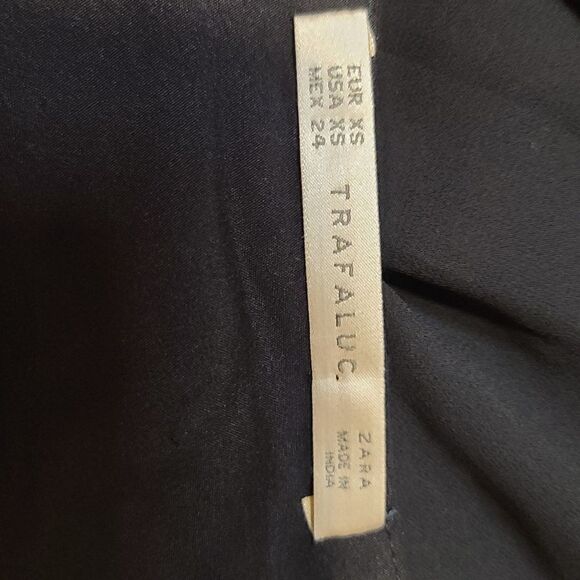 EUR XS
USA XS
MEX 24
TRAFALUC.
ZARA
MADE IN
INDIA